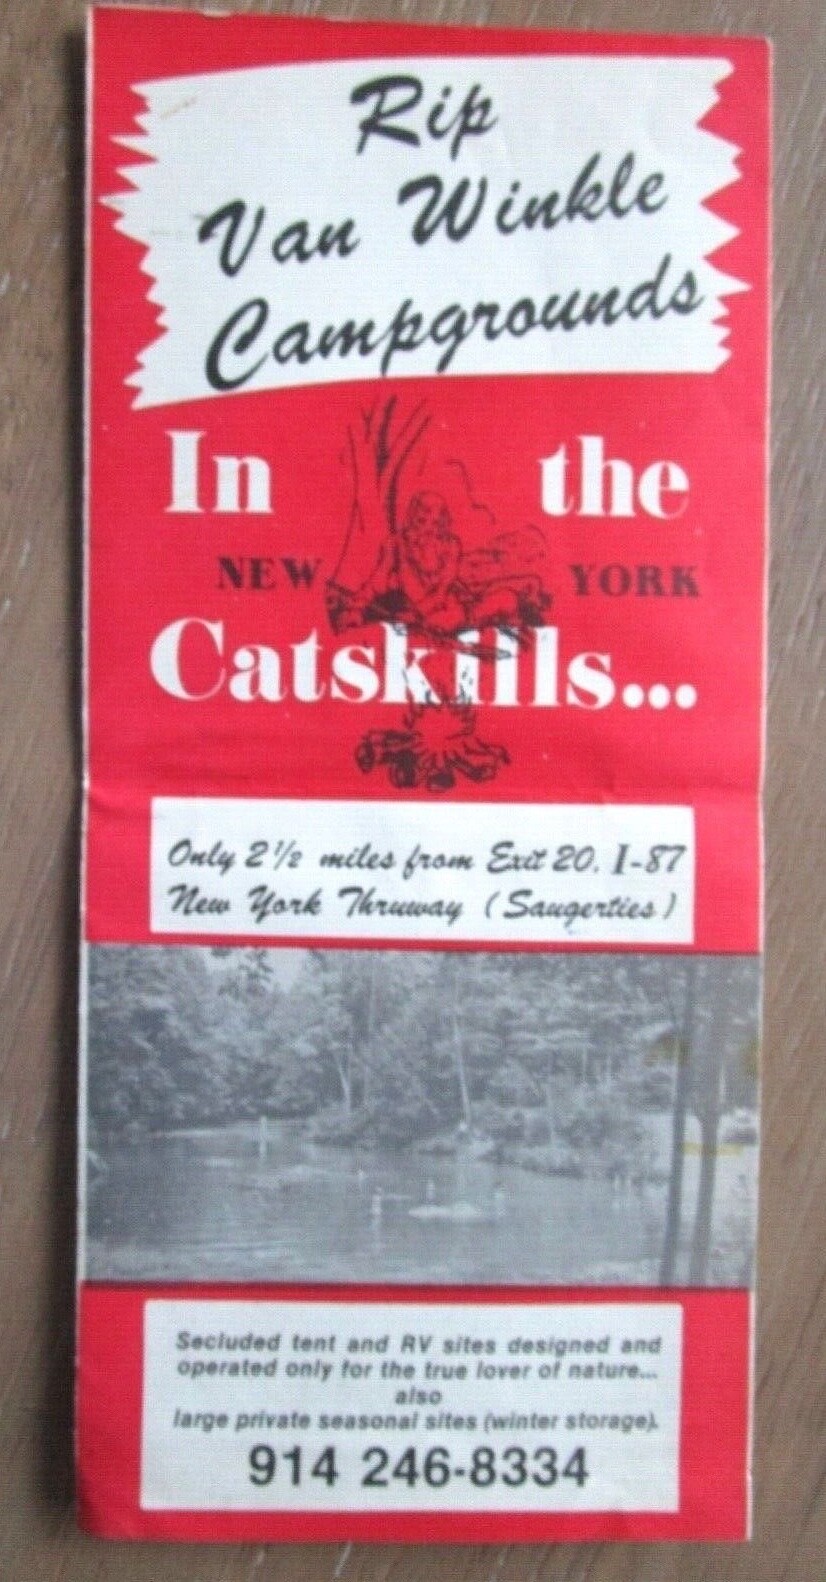 Rip
Van Winkle
Campgrounds
In the
NEW YORK
Catskills...
Only 2 1/2 miles from Exit 20, I-87
New York Thruway (Saugerties)
Secluded tent and RV sites designed and
operated only for the true lover of nature...
also
large private seasonal sites (winter storage).
914 246-8334